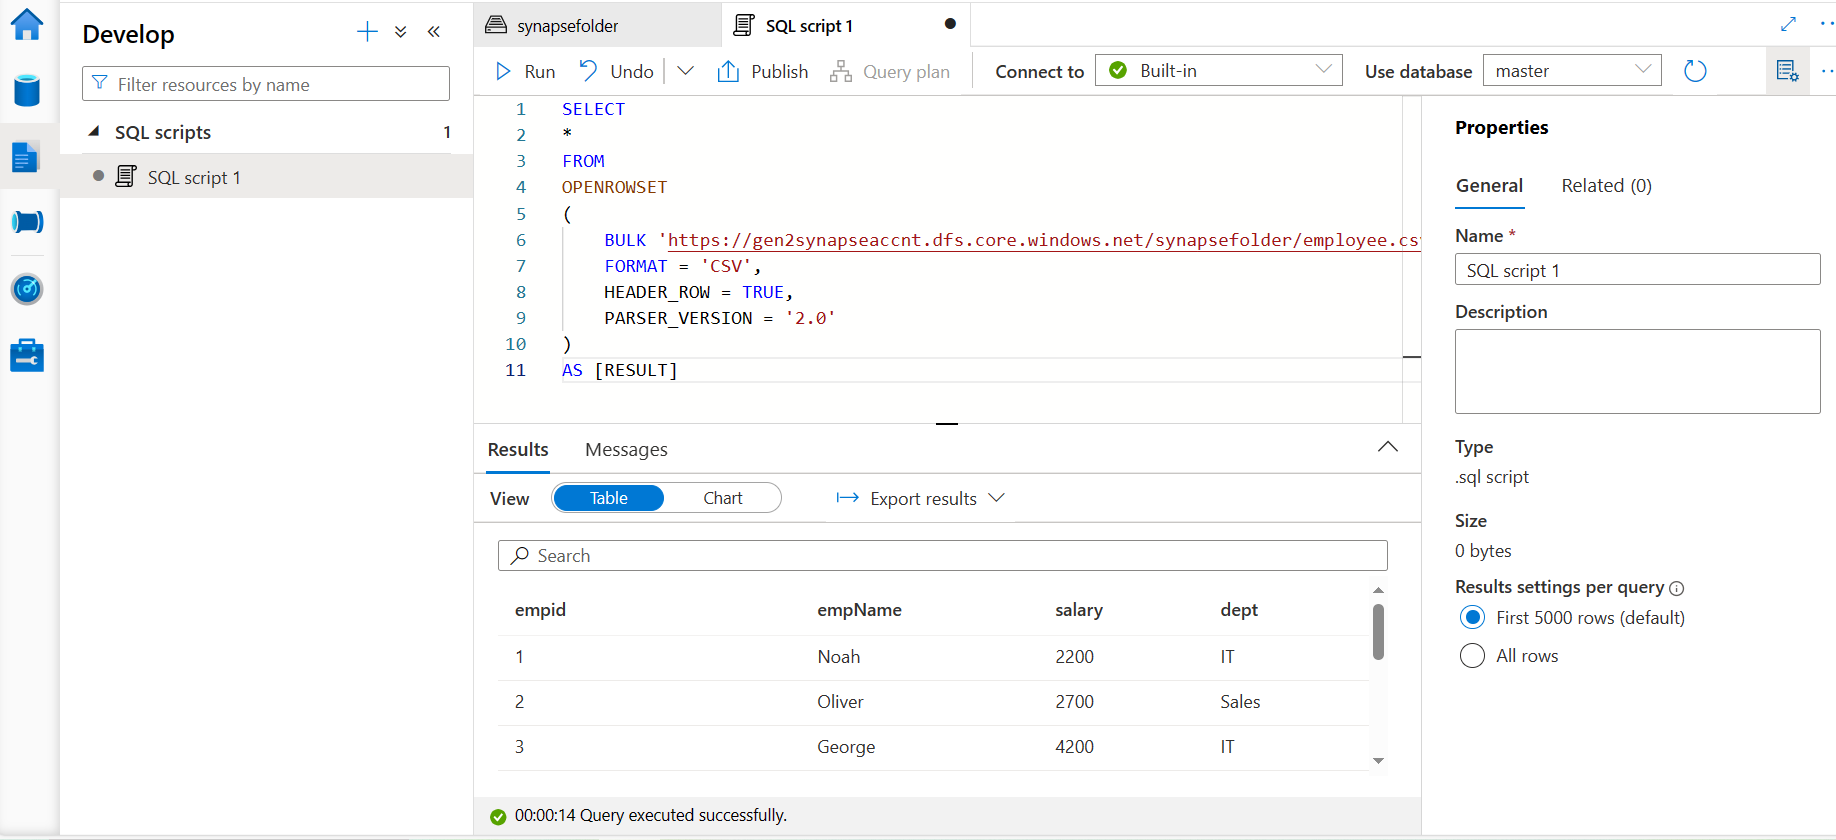 Develop
Filter resources by name
SQL scripts 1
SQL script 1
synapsefolder
SQL script 1
Run Undo Publish Query plan Connect to Built-in Use database master
1 SELECT
2 *
3 FROM
4 OPENROWSET
5 (
6 BULK 'https://gen2synapseaccnt.dfs.core.windows.net/synapsefolder/employee.cs
7 FORMAT = 'CSV',
8 HEADER_ROW = TRUE,
9 PARSER_VERSION = '2.0'
10 )
11 AS [RESULT]
Results Messages
View Table Chart Export results
Search
empid empName salary dept
1 Noah 2200 IT
2 Oliver 2700 Sales
3 George 4200 IT
00:00:14 Query executed successfully.
Properties
General Related (0)
Name *
SQL script 1
Description
Type
.sql script
Size
0 bytes
Results settings per query
First 5000 rows (default)
All rows